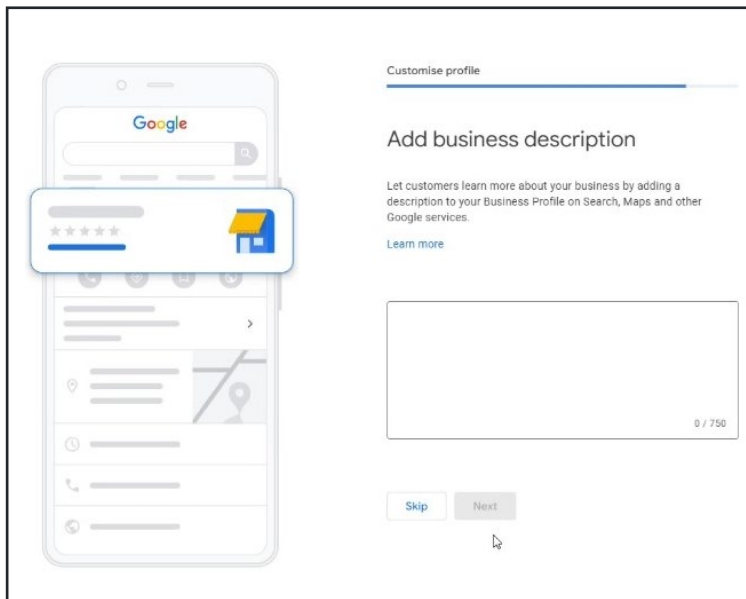 Google
Customise profile
Add business description
Let customers learn more about your business by adding a
description to your Business Profile on Search, Maps and other
Google services.
Learn more
0 / 750
Skip
Next